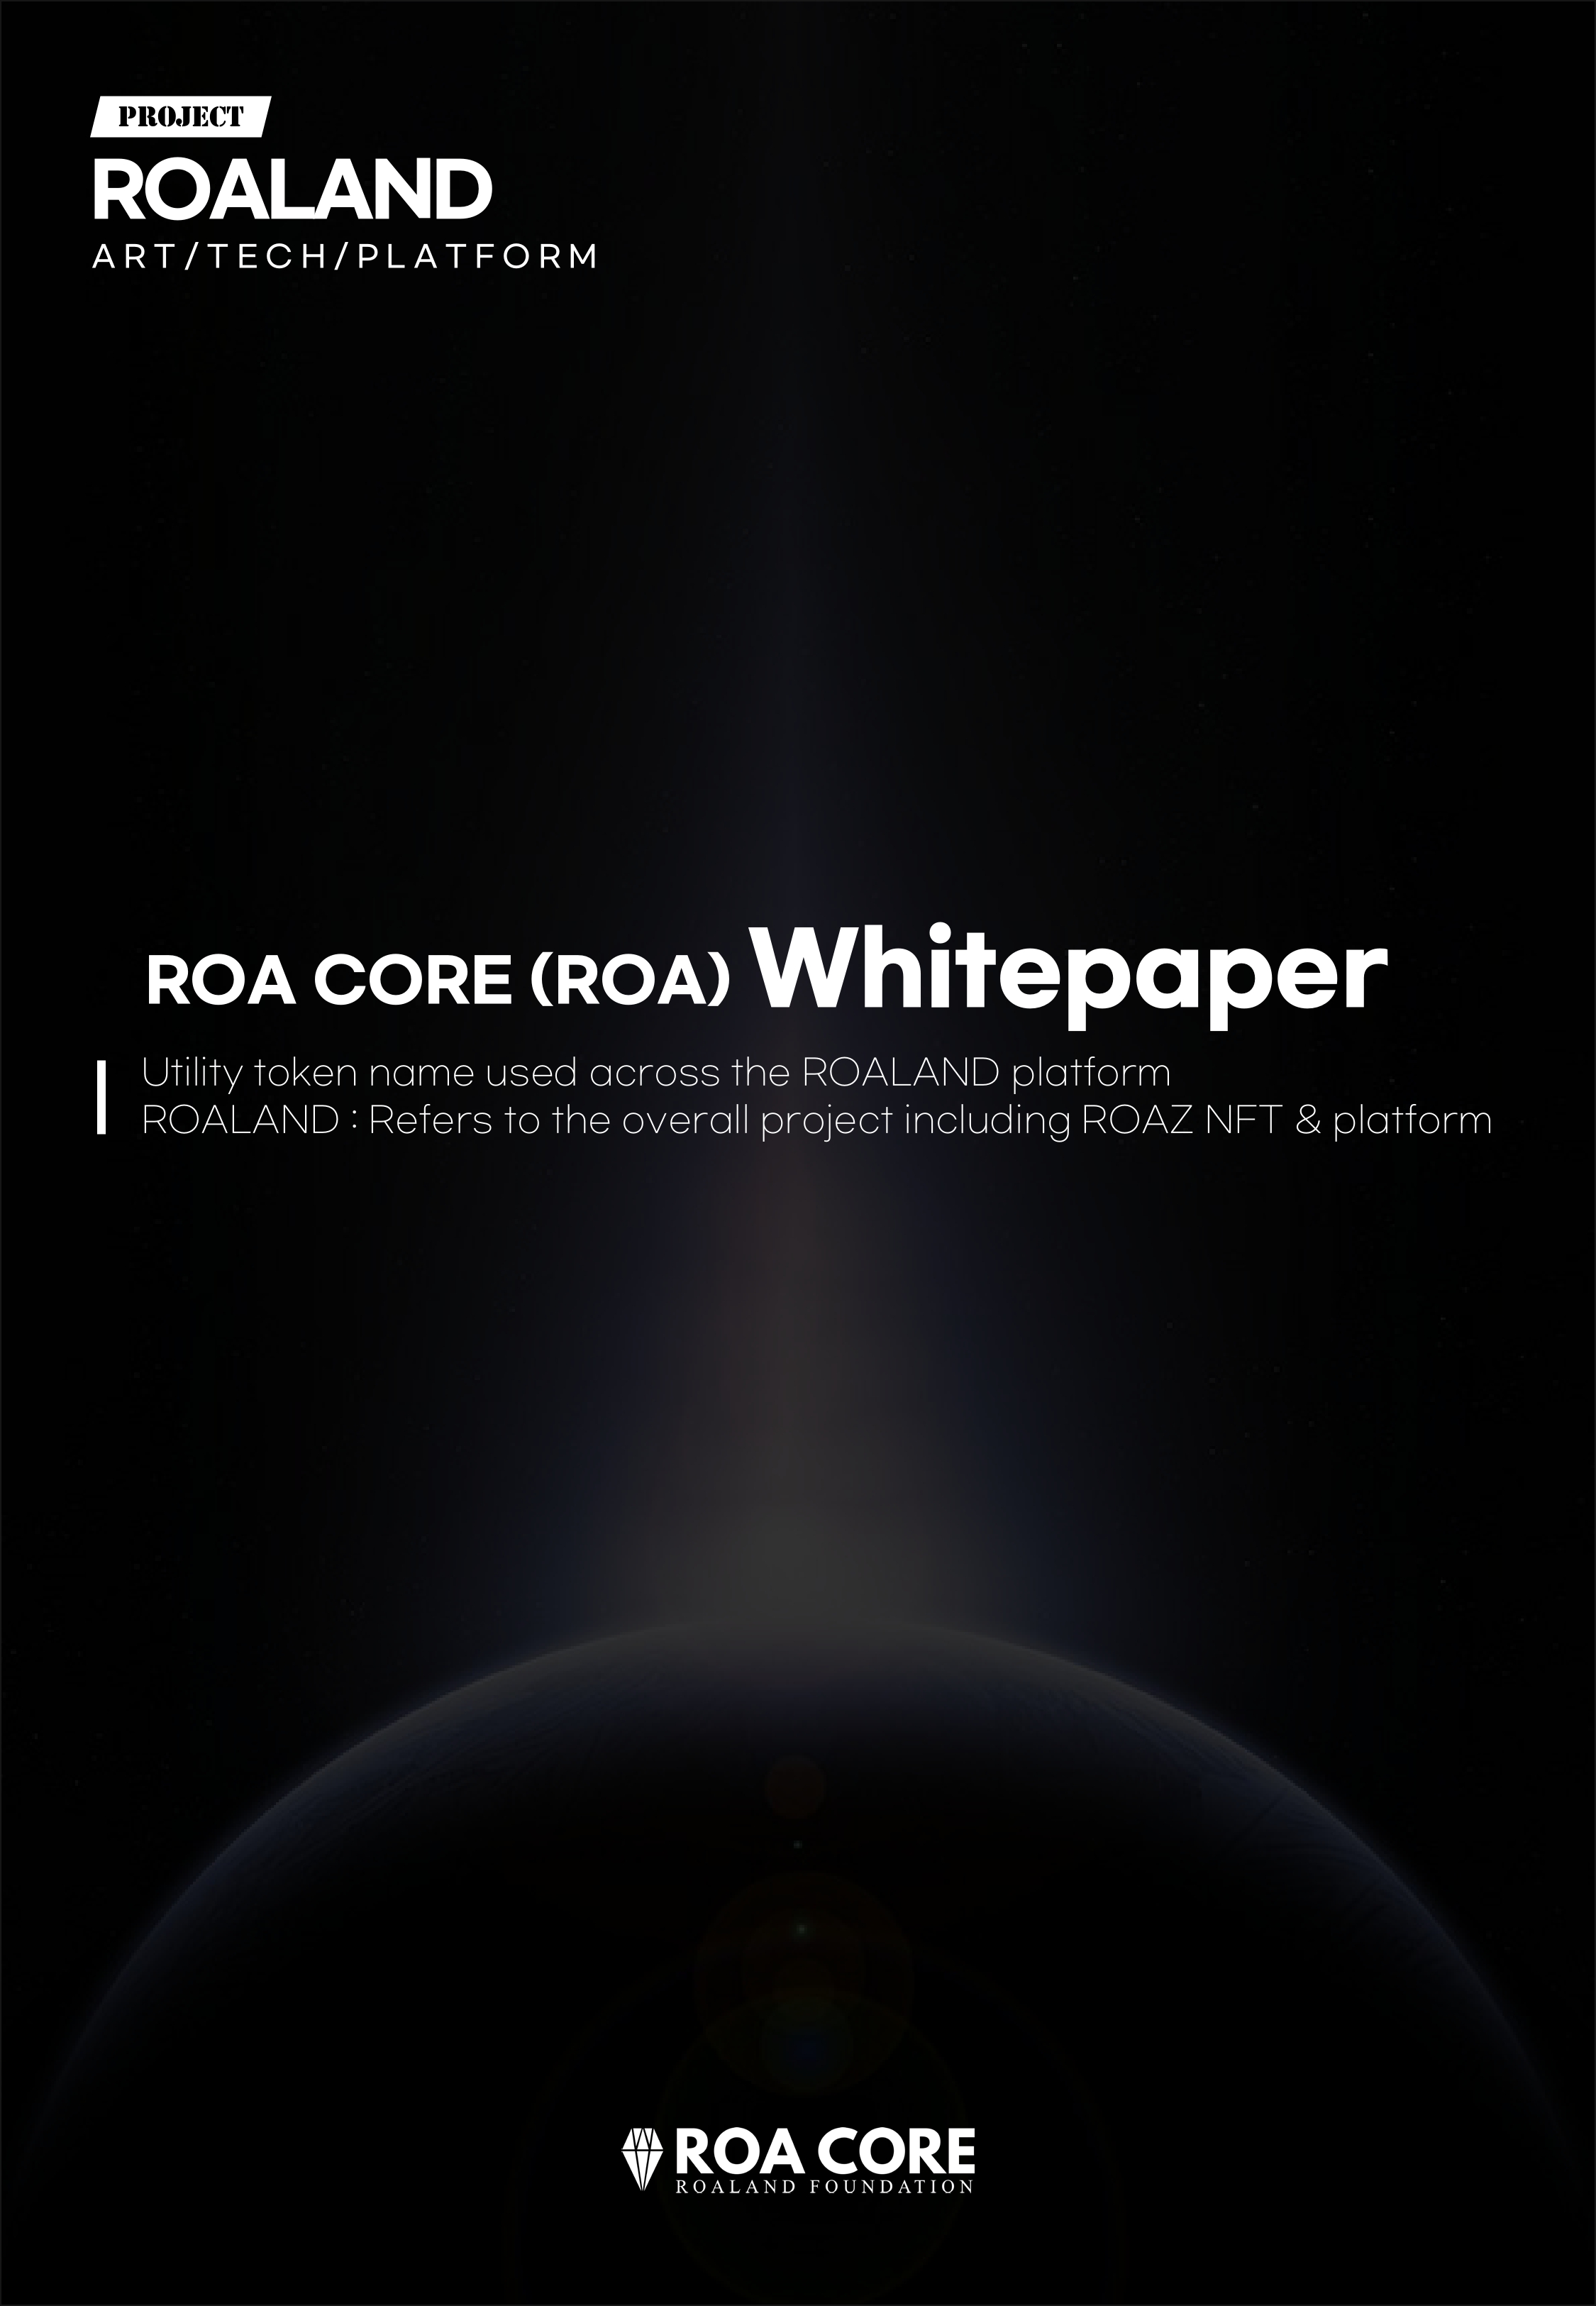 PROJECT
ROALAND
ART/TECH/PLATFORM
ROA CORE (ROA) Whitepaper
Utility token name used across the ROALAND platform
ROALAND : Refers to the overall project including ROAZ NFT & platform
ROA CORE
ROALAND FOUNDATION